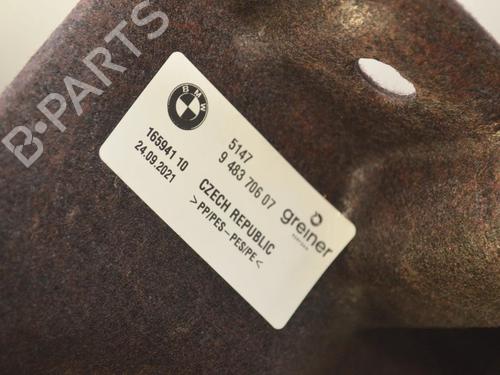 B-PARTS
BMW
5147
9 483 706 07
165941 10
24.09.2021
CZECH REPUBLIC
>PP/PES-PES/PE<
greiner